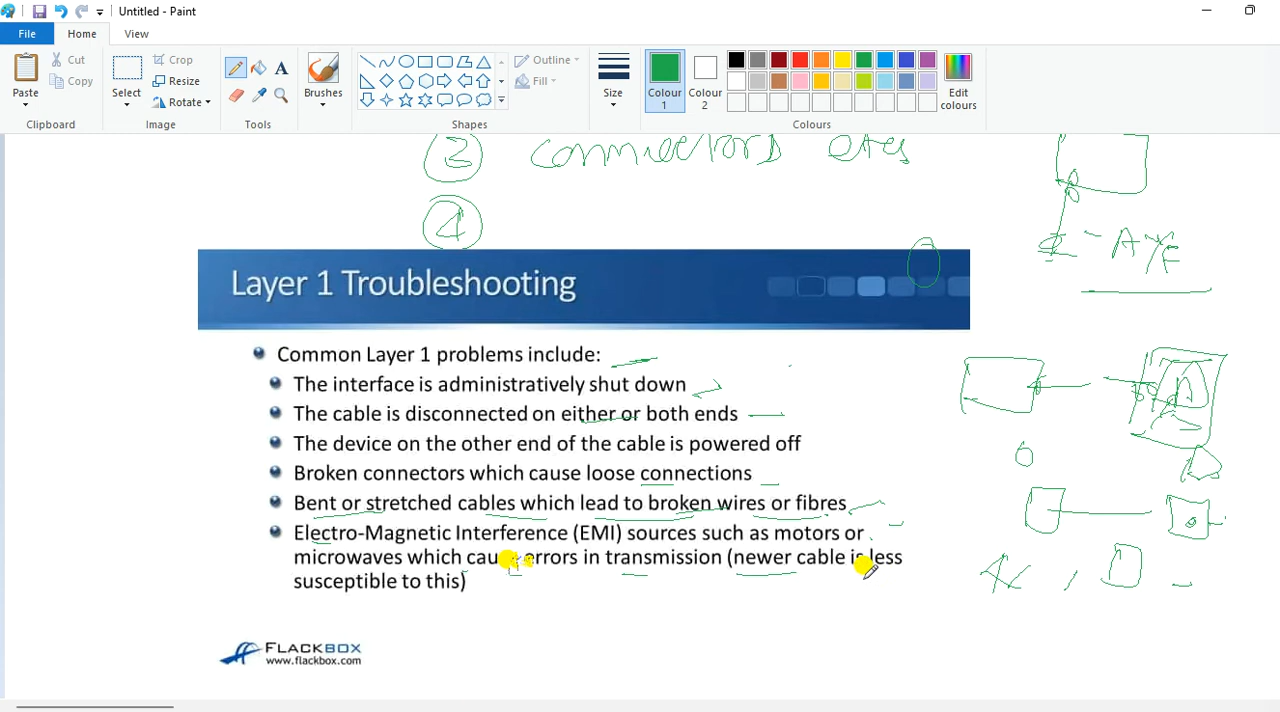 Untitled - Paint
File Home View
Paste Cut Copy
Select Crop Resize Rotate
Brushes
Outline Fill
Size
Colour 1
Colour 2
Edit colours
Clipboard Image Tools Shapes Colours
connectors
4
Layer 1 Troubleshooting
Common Layer 1 problems include:
The interface is administratively shut down
The cable is disconnected on either or both ends
The device on the other end of the cable is powered off
Broken connectors which cause loose connections
Bent or stretched cables which lead to broken wires or fibres
Electro-Magnetic Interference (EMI) sources such as motors or
microwaves which cause errors in transmission (newer cable is less
susceptible to this)
FLACKBOX
www.flackbox.com